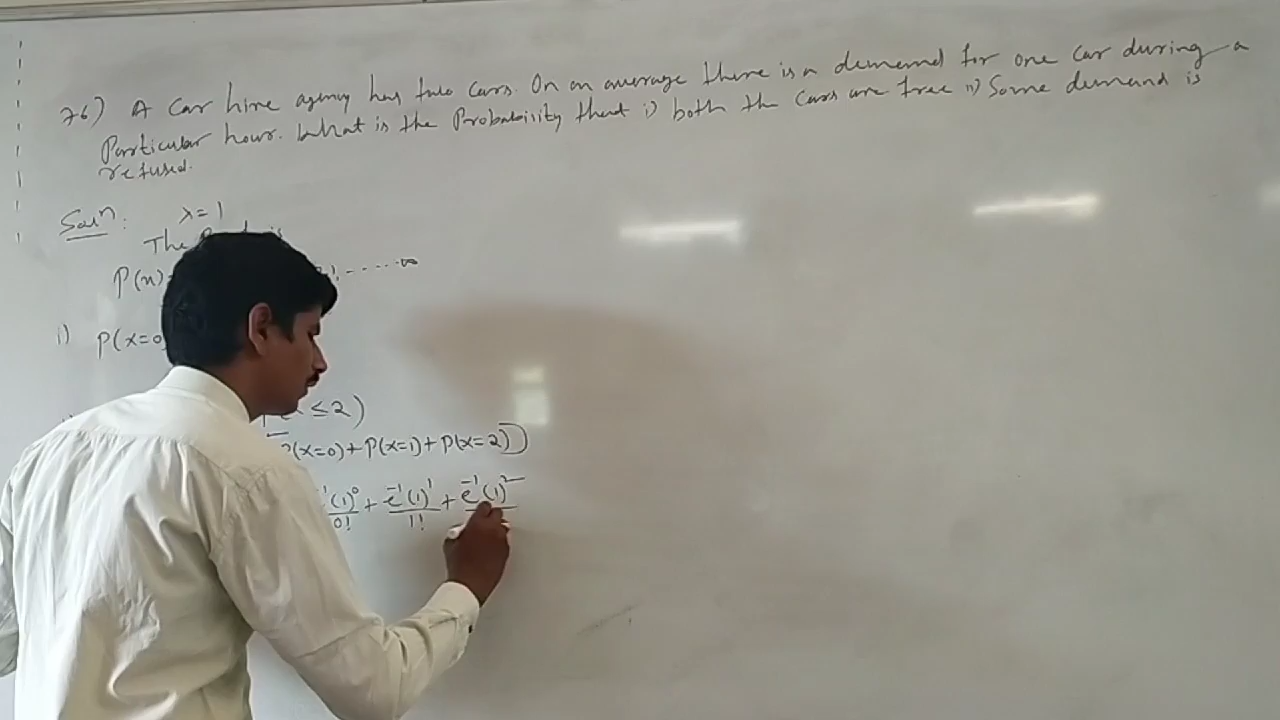 76) A Car hire agency has two Cars. On an average there is a demand for one Car during a
Particular hour. What is the Probability that i) both the Cars are free ii) Some demand is
refused.
Soln: λ=1
The
P(x) ∞
i) P(x=0
≤2)
P(x=0)+P(x=1)+P(x=2)]
(1)⁰/0! + e⁻¹(1)¹/1! + e⁻¹(1)²